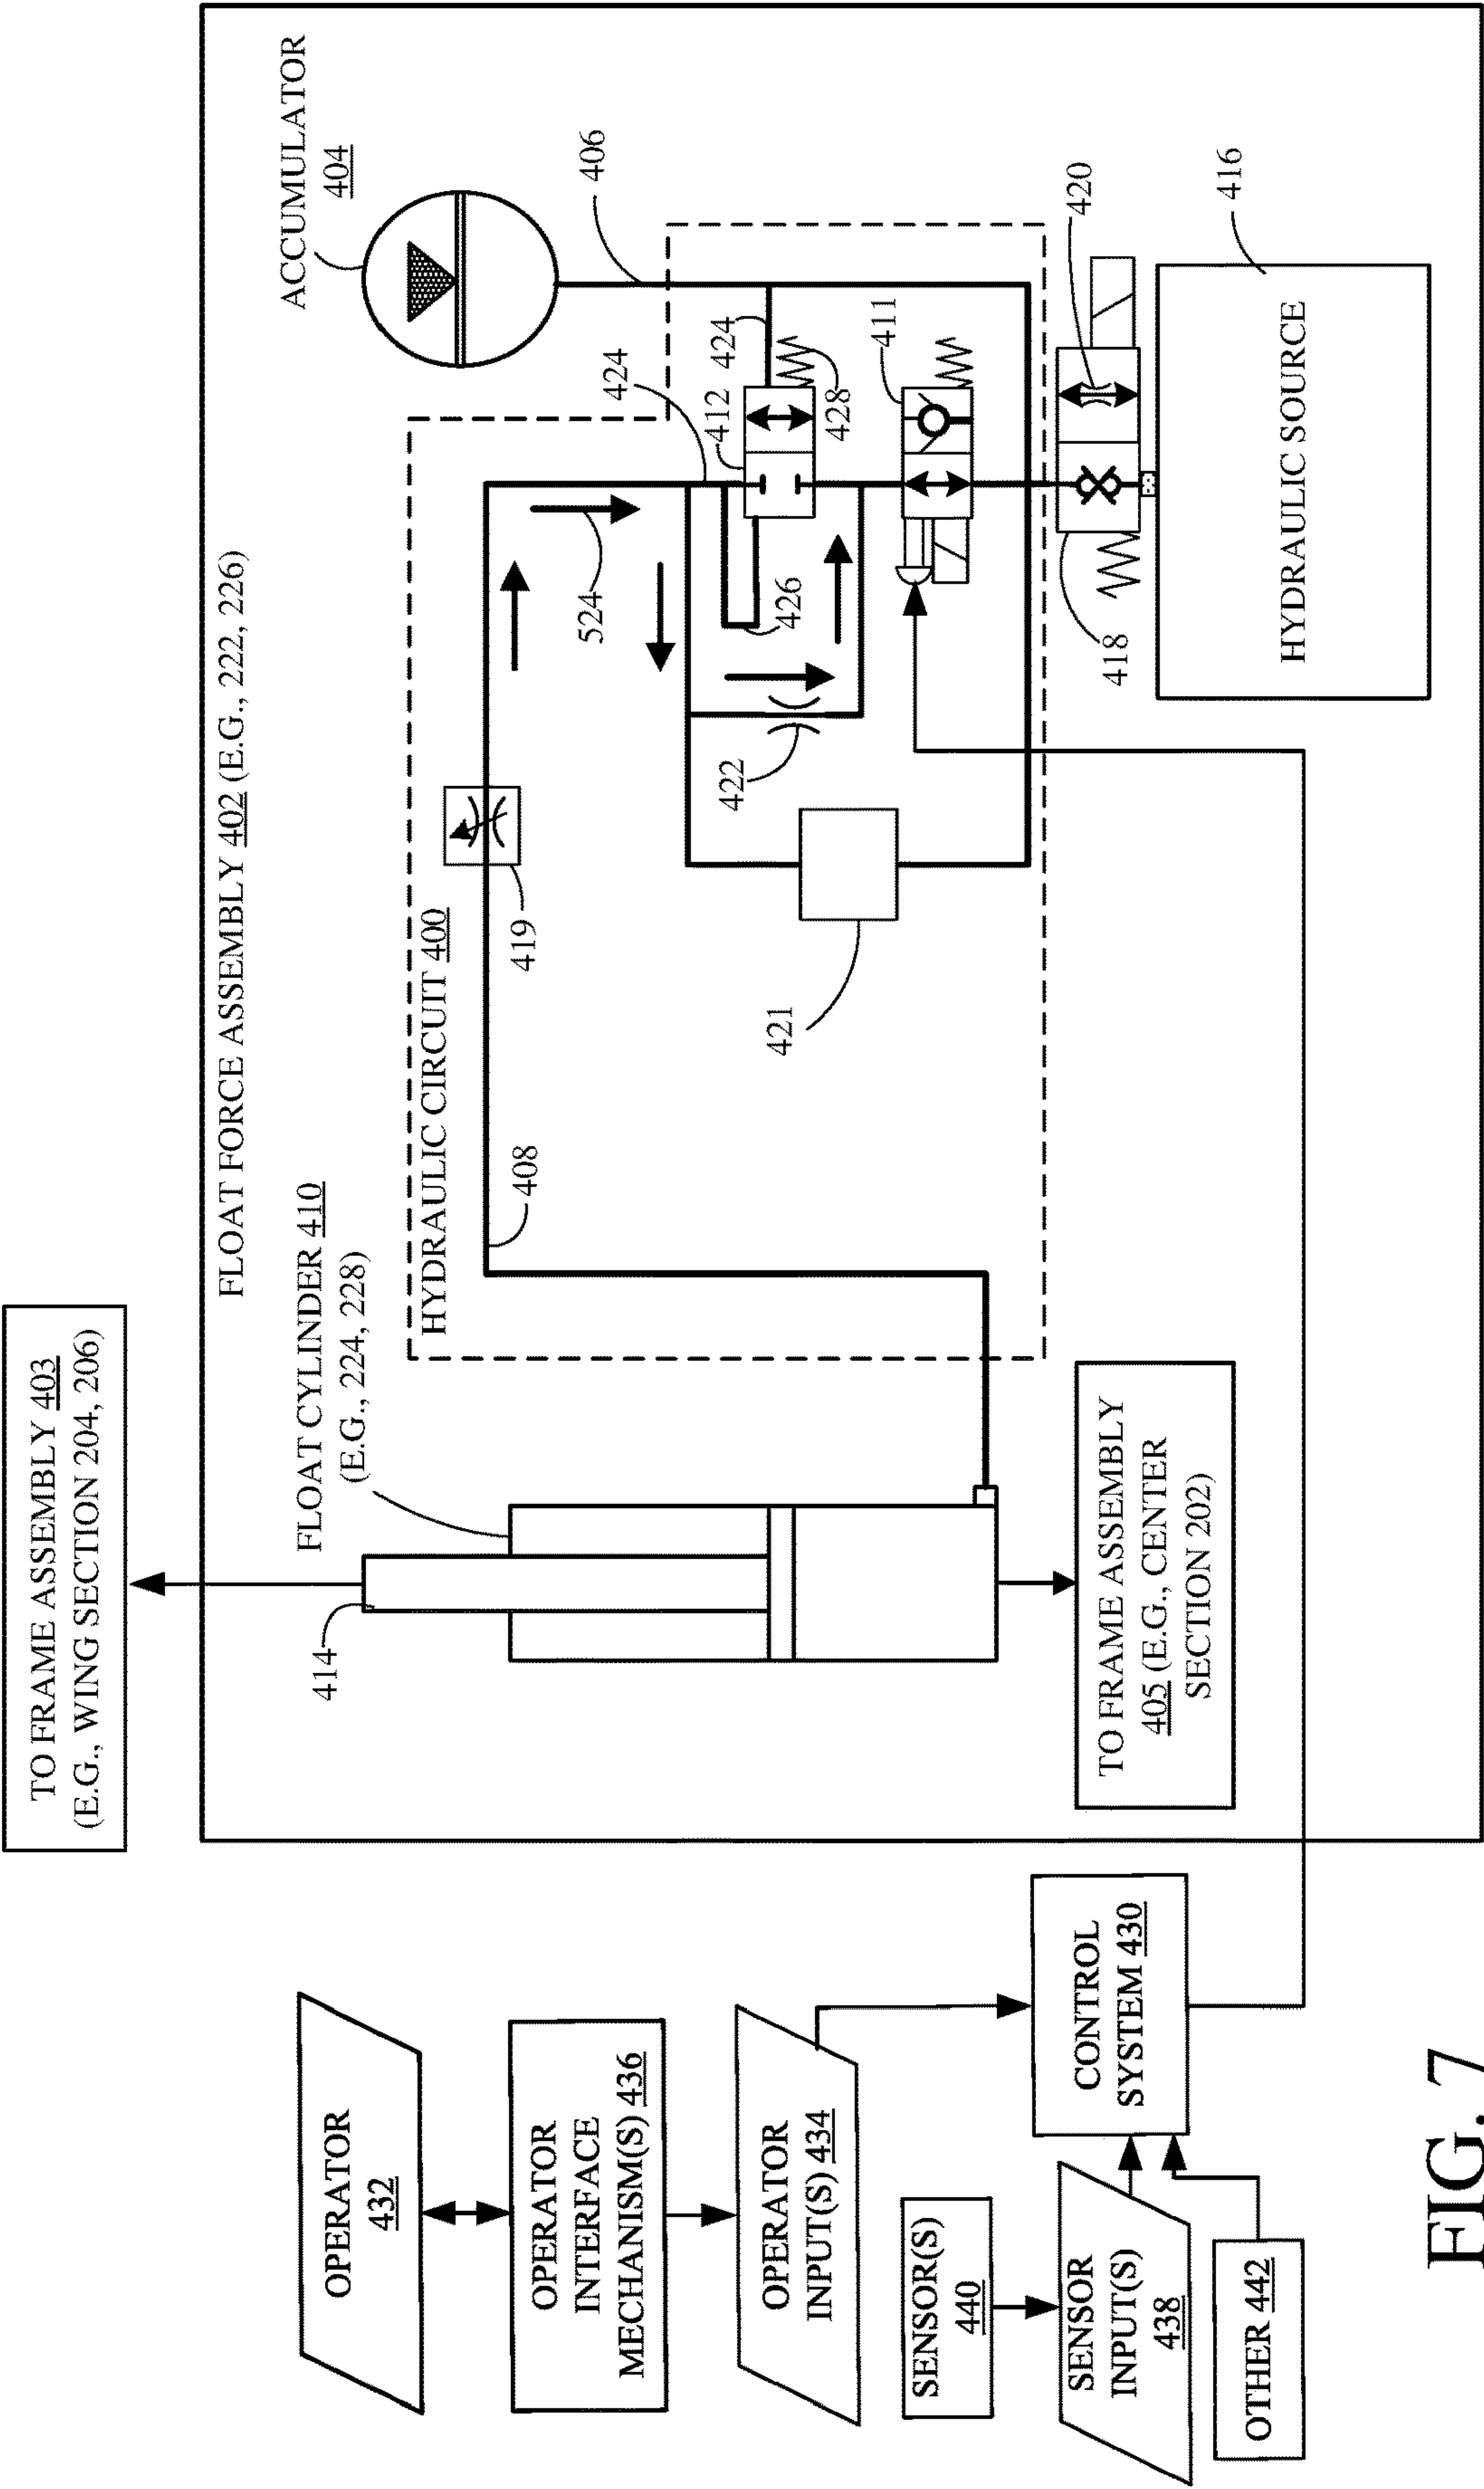 TO FRAME ASSEMBLY 403
(E.G., WING SECTION 204, 206)
FLOAT FORCE ASSEMBLY 402 (E.G., 222, 226)
OPERATOR
432
OPERATOR
INTERFACE
MECHANISM(S) 436
OPERATOR
INPUT(S) 434
SENSOR(S)
440
SENSOR
INPUT(S)
438
OTHER 442
CONTROL
SYSTEM 430
414
FLOAT CYLINDER 410
(E.G., 224, 228)
TO FRAME ASSEMBLY
405 (E.G., CENTER
SECTION 202)
HYDRAULIC CIRCUIT 400
408
419
421
422
524
426
424
412
424
428
411
ACCUMULATOR
404
406
418
420
416
HYDRAULIC SOURCE
FIG. 7